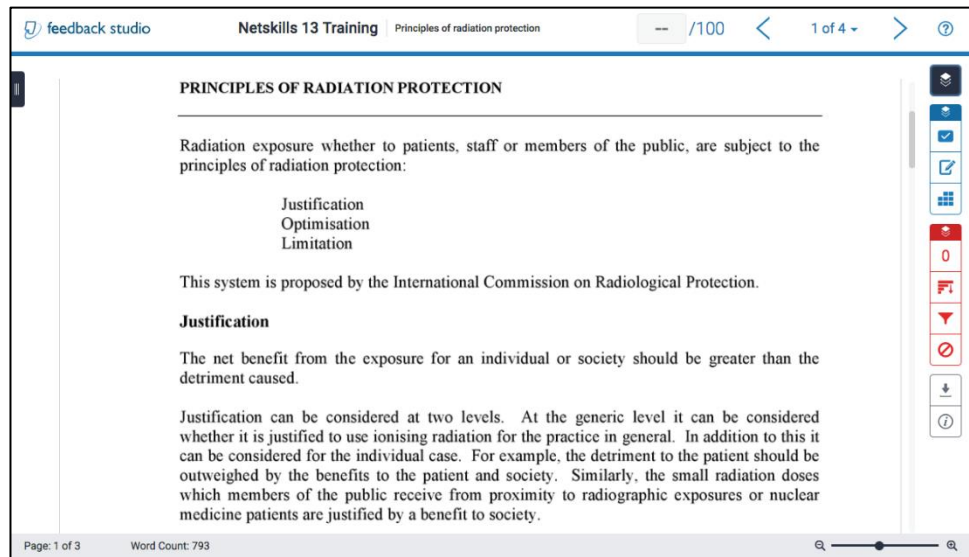 feedback studio
Netskills 13 Training
Principles of radiation protection
-- /100
1 of 4
PRINCIPLES OF RADIATION PROTECTION
Radiation exposure whether to patients, staff or members of the public, are subject to the
principles of radiation protection:
Justification
Optimisation
Limitation
This system is proposed by the International Commission on Radiological Protection.
Justification
The net benefit from the exposure for an individual or society should be greater than the
detriment caused.
Justification can be considered at two levels. At the generic level it can be considered
whether it is justified to use ionising radiation for the practice in general. In addition to this it
can be considered for the individual case. For example, the detriment to the patient should be
outweighed by the benefits to the patient and society. Similarly, the small radiation doses
which members of the public receive from proximity to radiographic exposures or nuclear
medicine patients are justified by a benefit to society.
0
Page: 1 of 3
Word Count: 793